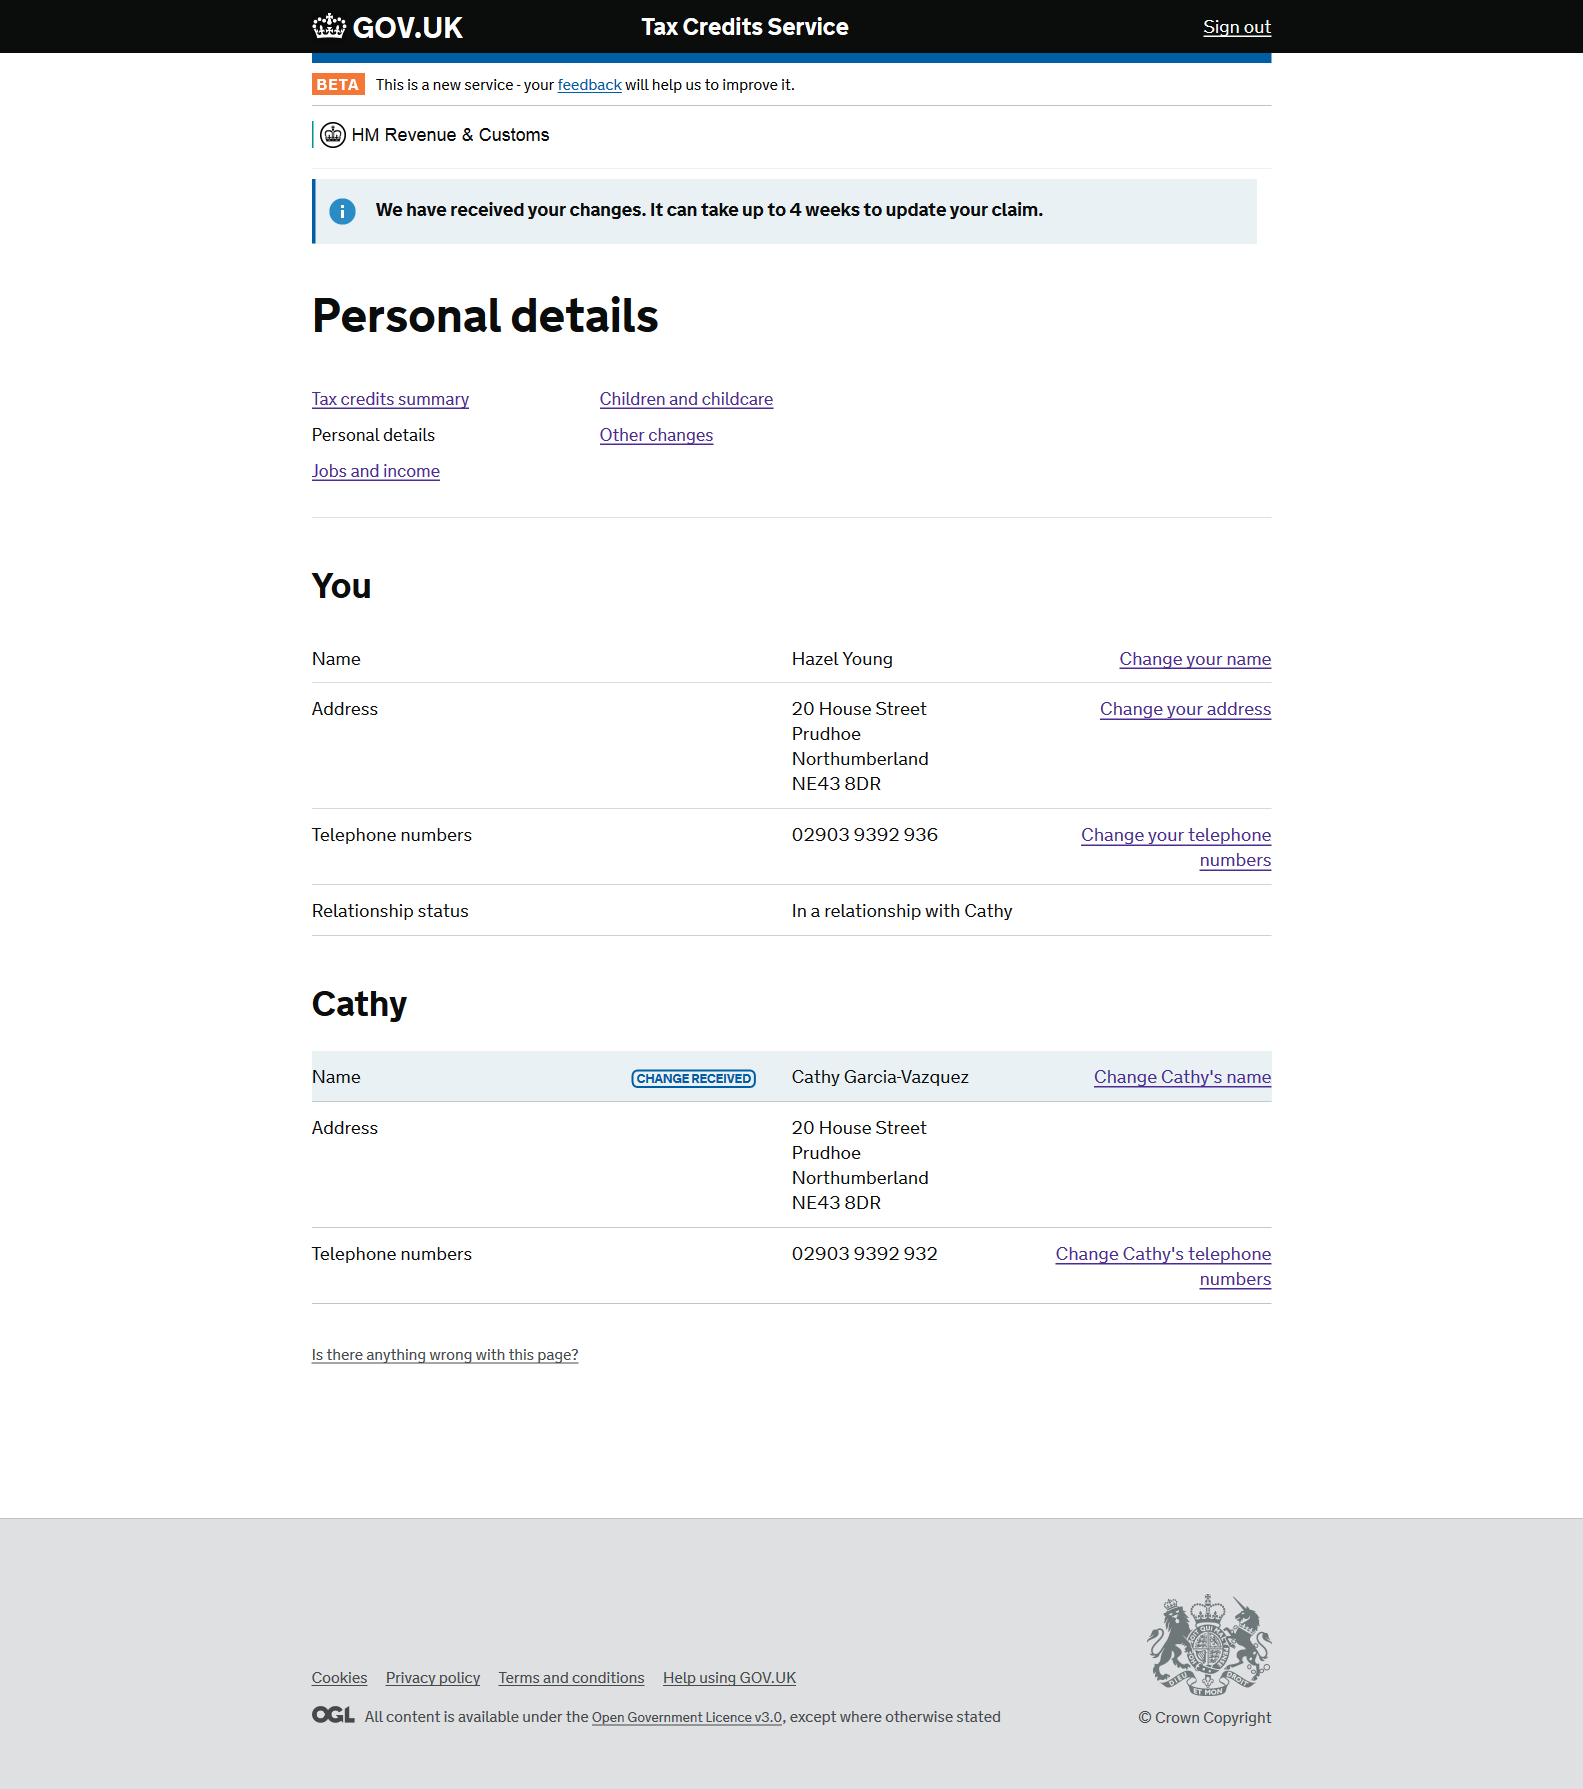 GOV.UK
Tax Credits Service
Sign out
BETA This is a new service - your feedback will help us to improve it.
HM Revenue & Customs
We have received your changes. It can take up to 4 weeks to update your claim.
Personal details
Tax credits summary
Personal details
Jobs and income
Children and childcare
Other changes
You
Name Hazel Young Change your name
Address 20 House Street Change your address
Prudhoe
Northumberland
NE43 8DR
Telephone numbers 02903 9392 936 Change your telephone
numbers
Relationship status In a relationship with Cathy
Cathy
Name CHANGE RECEIVED Cathy Garcia-Vazquez Change Cathy's name
Address 20 House Street
Prudhoe
Northumberland
NE43 8DR
Telephone numbers 02903 9392 932 Change Cathy's telephone
numbers
Is there anything wrong with this page?
Cookies Privacy policy Terms and conditions Help using GOV.UK
OGL All content is available under the Open Government Licence v3.0, except where otherwise stated
DIEU ET MON DROIT
© Crown Copyright